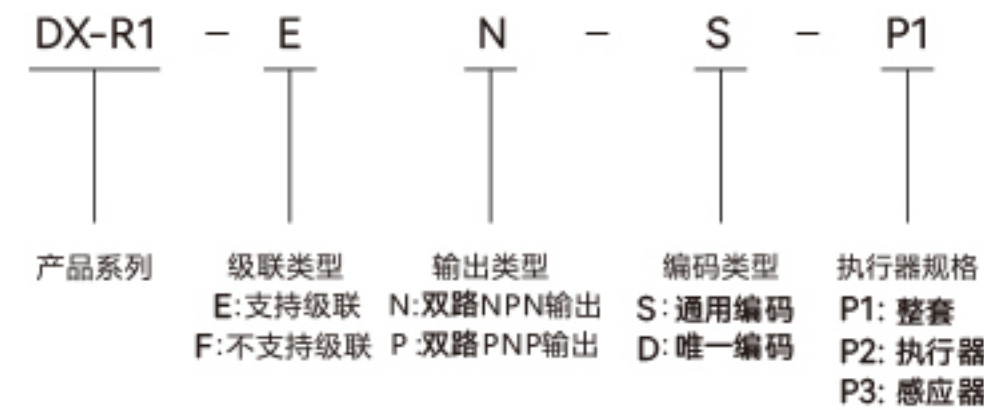 DX-R1 - E N - S - P1
产品系列 级联类型 输出类型 编码类型 执行器规格
E:支持级联 N:双路NPN输出 S:通用编码 P1: 整套
F:不支持级联 P:双路PNP输出 D:唯一编码 P2: 执行器
P3: 感应器